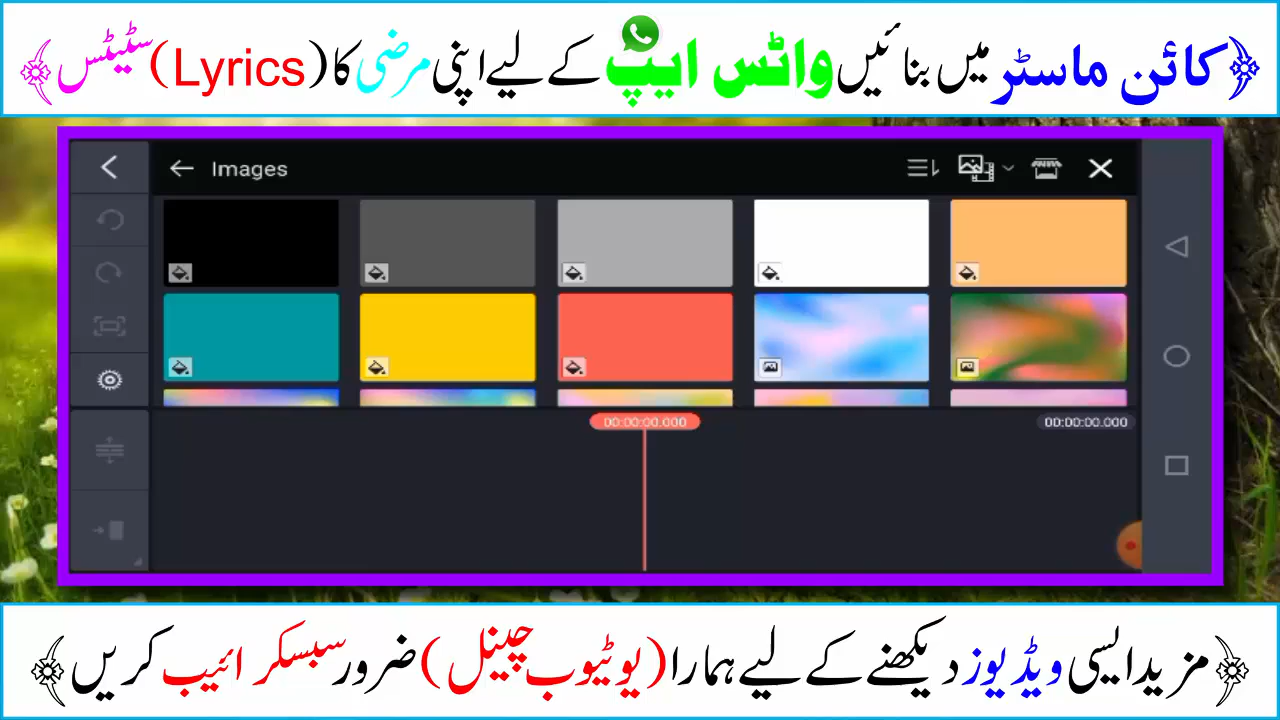 ﴿کائن ماسٹر میں بنائیں واٹس ایپ کے لیے اپنی مرضی کا (Lyrics) سٹیٹس﴾
Images
00:00:00.000 00:00:00.000
﴿مزید ایسی ویڈیوز دیکھنے کے لیے ہمارا (یوٹیوب چینل) ضرور سبسکرائیب کریں﴾